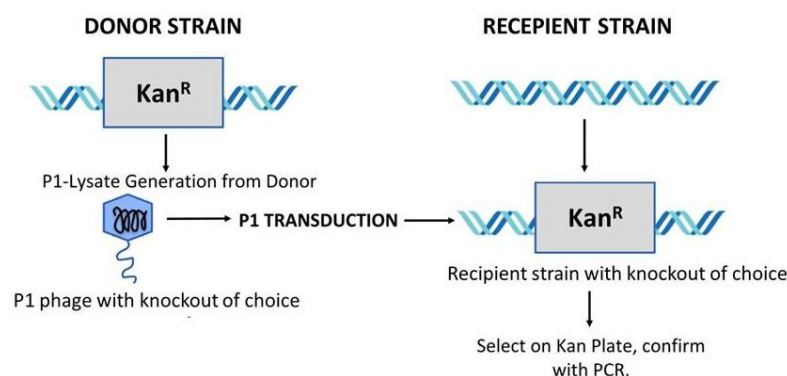 DONOR STRAIN
RECEPIENT STRAIN
Kanᴿ
P1-Lysate Generation from Donor
P1 TRANSDUCTION
P1 phage with knockout of choice
Kanᴿ
Recipient strain with knockout of choice
Select on Kan Plate, confirm
with PCR.